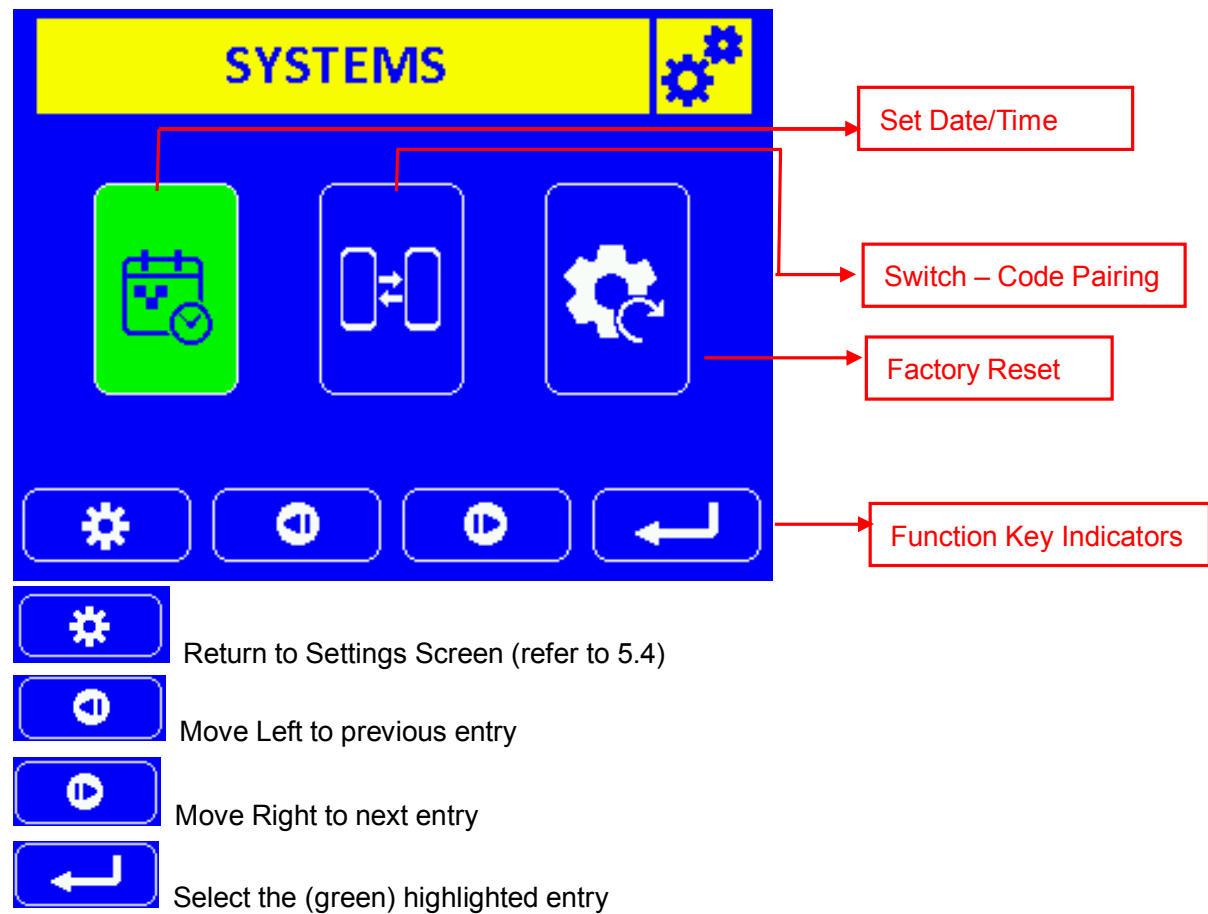 SYSTEMS
Set Date/Time
Switch – Code Pairing
Factory Reset
Function Key Indicators
Return to Settings Screen (refer to 5.4)
Move Left to previous entry
Move Right to next entry
Select the (green) highlighted entry